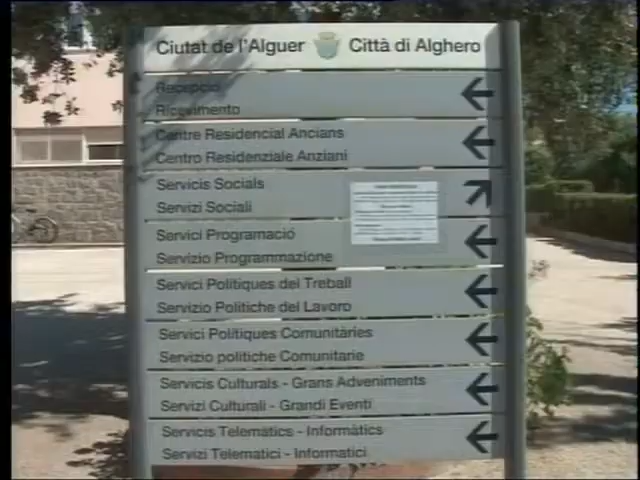 Ciutat de l'Alguer Città di Alghero
Recepció
Ricevimento
Centre Residencial Ancians
Centro Residenziale Anziani
Servicis Socials
Servizi Sociali
Servici Programació
Servizio Programmazione
Servici Polítiques del Treball
Servizio Politiche del Lavoro
Servici Polítiques Comunitàries
Servizio politiche Comunitarie
Servicis Culturals - Grans Adveniments
Servizi Culturali - Grandi Eventi
Servicis Telemàtics - Informàtics
Servizi Telematici - Informatici